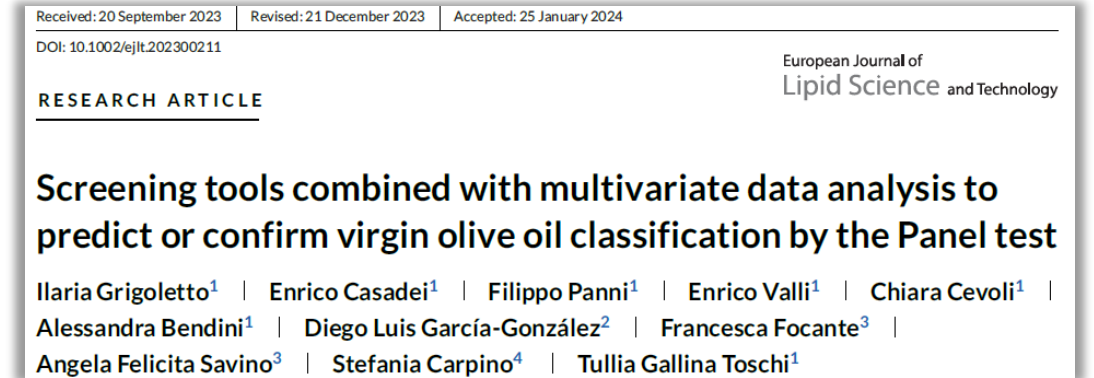 Received: 20 September 2023 | Revised: 21 December 2023 | Accepted: 25 January 2024
DOI: 10.1002/ejlt.202300211
European Journal of
Lipid Science and Technology
RESEARCH ARTICLE
Screening tools combined with multivariate data analysis to
predict or confirm virgin olive oil classification by the Panel test
Ilaria Grigoletto1 | Enrico Casadei1 | Filippo Panni1 | Enrico Valli1 | Chiara Cevoli1 |
Alessandra Bendini1 | Diego Luis García-González2 | Francesca Focante3 |
Angela Felicita Savino3 | Stefania Carpino4 | Tullia Gallina Toschi1